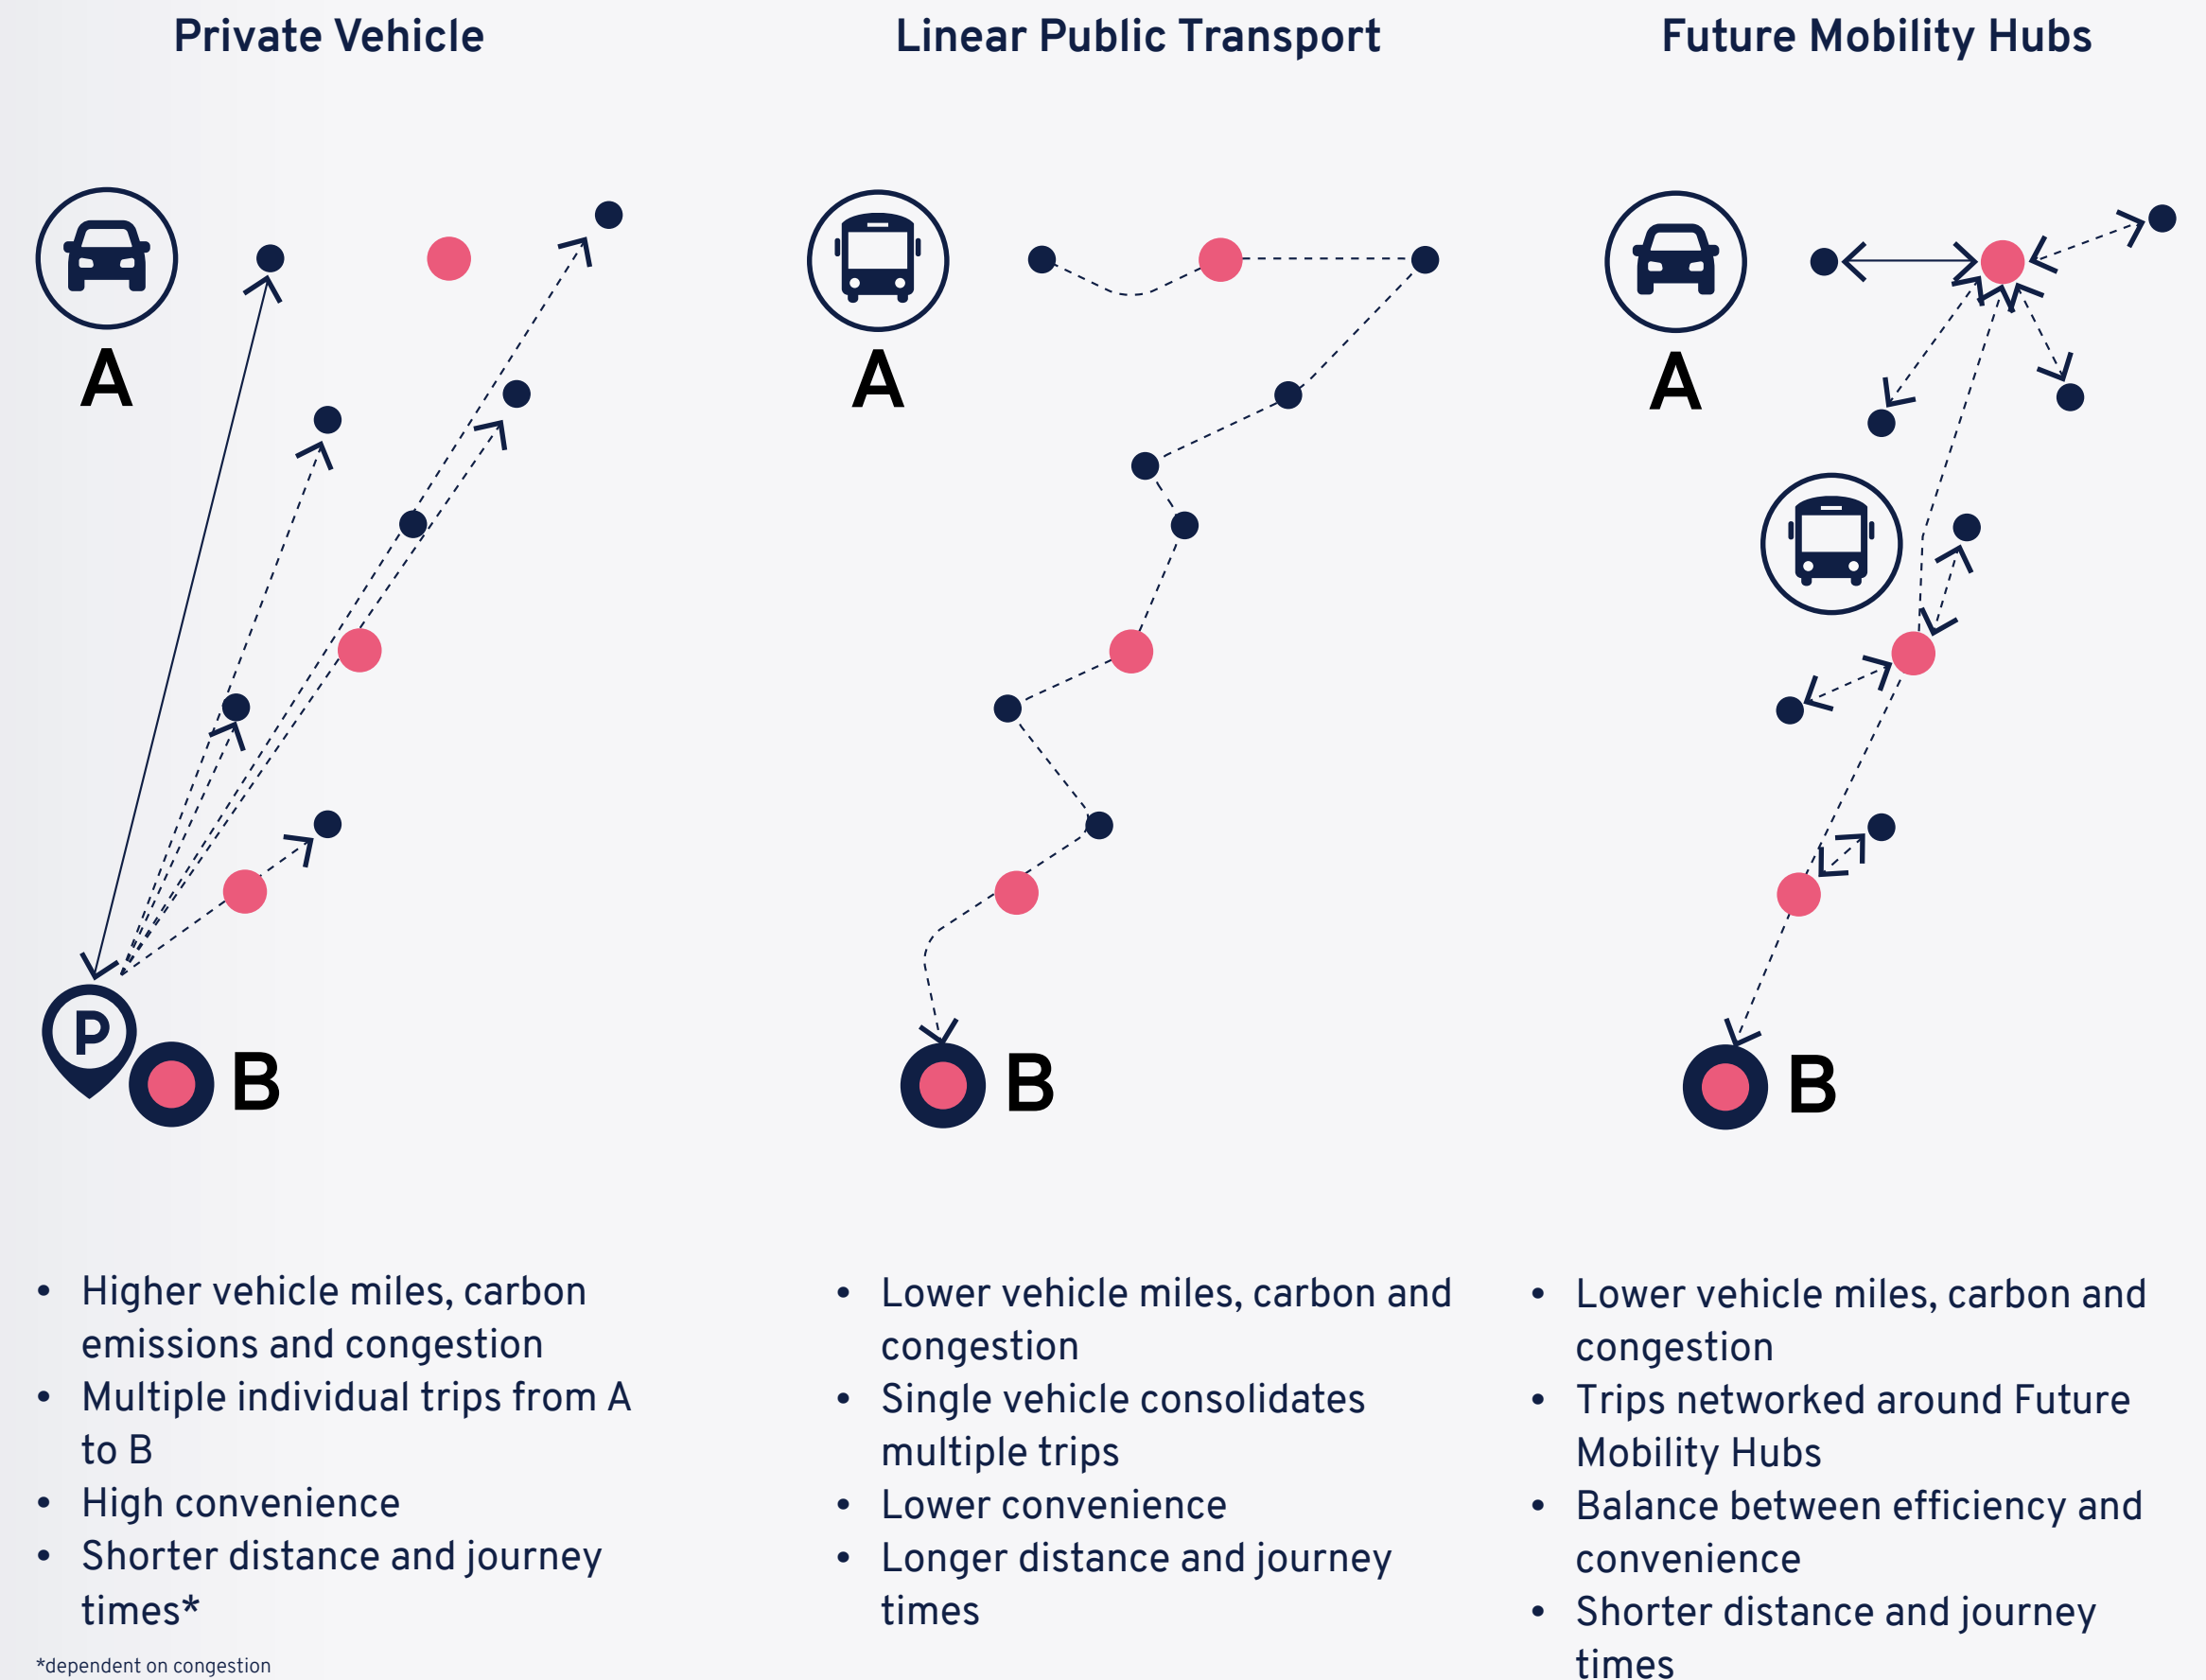 Private Vehicle
A
P
B
• Higher vehicle miles, carbon
emissions and congestion
• Multiple individual trips from A
to B
• High convenience
• Shorter distance and journey
times*
*dependent on congestion
Linear Public Transport
A
B
• Lower vehicle miles, carbon and
congestion
• Single vehicle consolidates
multiple trips
• Lower convenience
• Longer distance and journey
times
Future Mobility Hubs
A
B
• Lower vehicle miles, carbon and
congestion
• Trips networked around Future
Mobility Hubs
• Balance between efficiency and
convenience
• Shorter distance and journey
times